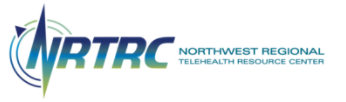 NRTRC
NORTHWEST REGIONAL
TELEHEALTH RESOURCE CENTER